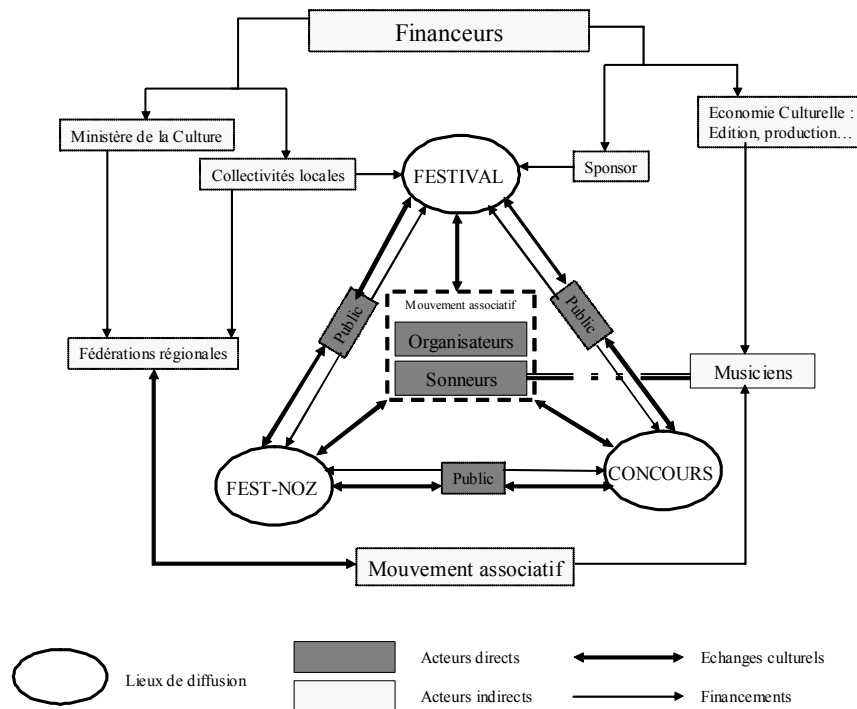 Financeurs
Ministère de la Culture
Economie Culturelle :
Edition, production…
Collectivités locales
FESTIVAL
Sponsor
Public
Mouvement associatif
Public
Organisateurs
Fédérations régionales
Sonneurs
Musiciens
FEST-NOZ
Public
CONCOURS
Mouvement associatif
Lieux de diffusion
Acteurs directs
Echanges culturels
Acteurs indirects
Financements